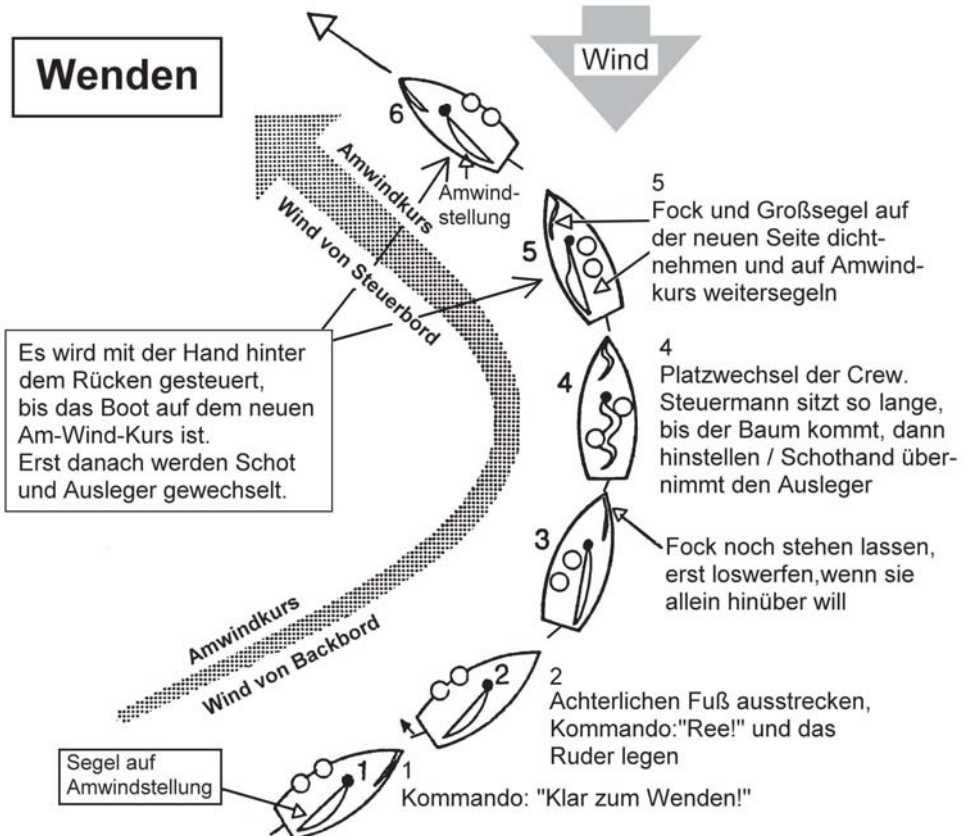 Wenden
Wind
6
Amwindkurs
Wind von Steuerbord
Amwind-
stellung
5
5
Fock und Großsegel auf
der neuen Seite dicht-
nehmen und auf Amwind-
kurs weitersegeln
Es wird mit der Hand hinter
dem Rücken gesteuert,
bis das Boot auf dem neuen
Am-Wind-Kurs ist.
Erst danach werden Schot
und Ausleger gewechselt.
4
4
Platzwechsel der Crew.
Steuermann sitzt so lange,
bis der Baum kommt, dann
hinstellen / Schothand über-
nimmt den Ausleger
3
Fock noch stehen lassen,
erst loswerfen,wenn sie
allein hinüber will
Amwindkurs
Wind von Backbord
2
2
Achterlichen Fuß ausstrecken,
Kommando:"Ree!" und das
Ruder legen
Segel auf
Amwindstellung
1
1
Kommando: "Klar zum Wenden!"